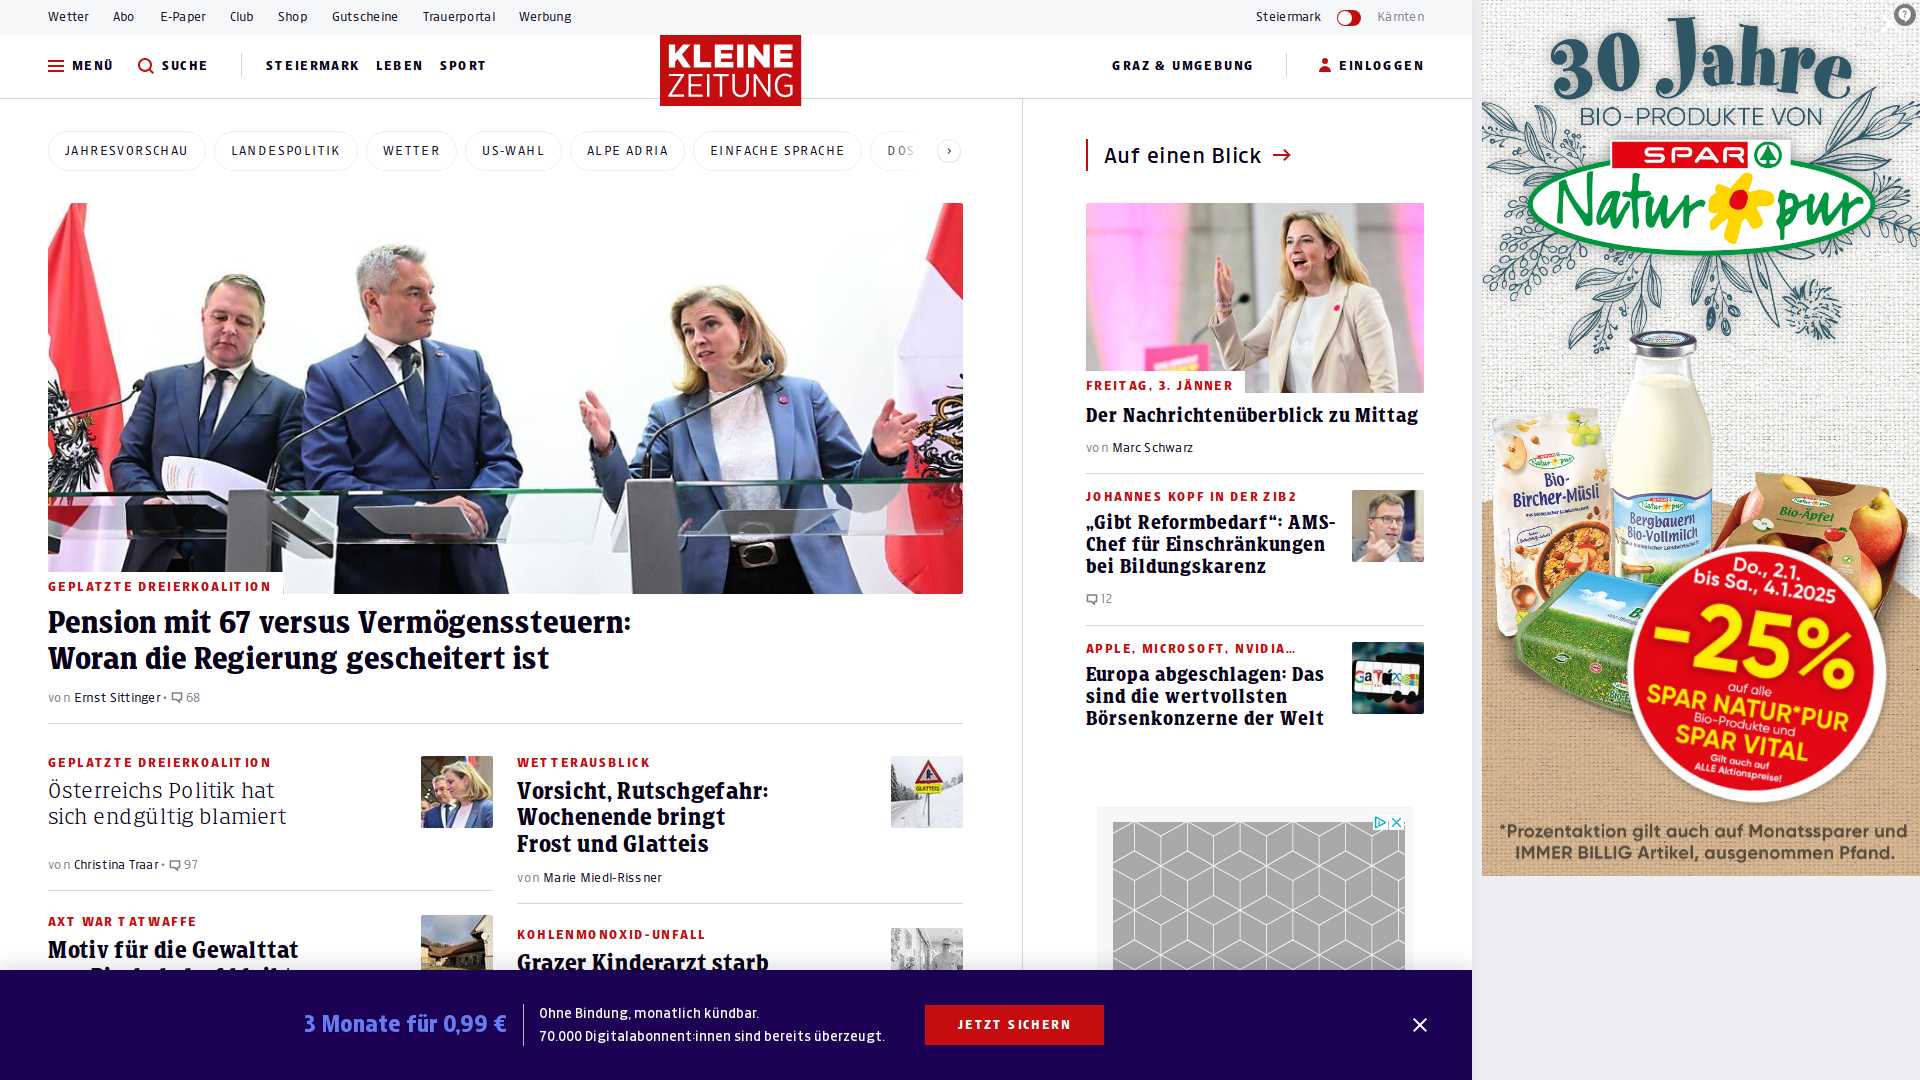 Wetter Abo E-Paper Club Shop Gutscheine Trauerportal Werbung
Steiermark Kärnten
MENÜ SUCHE STEIERMARK LEBEN SPORT
KLEINE
ZEITUNG
GRAZ & UMGEBUNG EINLOGGEN
JAHRESVORSCHAU LANDESPOLITIK WETTER US-WAHL ALPE ADRIA EINFACHE SPRACHE DOS
GEPLATZTE DREIERKOALITION
Pension mit 67 versus Vermögenssteuern:
Woran die Regierung gescheitert ist
von Ernst Sittinger • 68
GEPLATZTE DREIERKOALITION
Österreichs Politik hat
sich endgültig blamiert
von Christina Traar • 97
AXT WAR TATWAFFE
Motiv für die Gewalttat
WETTERAUSBLICK
Vorsicht, Rutschgefahr:
Wochenende bringt
Frost und Glatteis
von Marie Miedl-Rissner
GLATTEIS
KOHLENMONOXID-UNFALL
Grazer Kinderarzt starb
Auf einen Blick
FREITAG, 3. JÄNNER
Der Nachrichtenüberblick zu Mittag
von Marc Schwarz
JOHANNES KOPF IN DER ZIB2
„Gibt Reformbedarf“: AMS-
Chef für Einschränkungen
bei Bildungskarenz
12
APPLE, MICROSOFT, NVIDIA…
Europa abgeschlagen: Das
sind die wertvollsten
Börsenkonzerne der Welt
3 Monate für 0,99 €
Ohne Bindung, monatlich kündbar.
70.000 Digitalabonnent:innen sind bereits überzeugt.
JETZT SICHERN
30 Jahre
BIO-PRODUKTE VON
SPAR
Natur pur
Natur pur
Bio-
Bircher-Müsli
Natur pur
Bergbauern
Bio-Vollmilch
Natur pur
Bio-Äpfel
Do., 2.1.
bis Sa., 4.1.2025
-25%
auf alle
SPAR NATUR*PUR
Bio-Produkte und
SPAR VITAL
Gilt auch auf
ALLE Aktionspreise!
*Prozentaktion gilt auch auf Monatssparer und
IMMER BILLIG Artikel, ausgenommen Pfand.